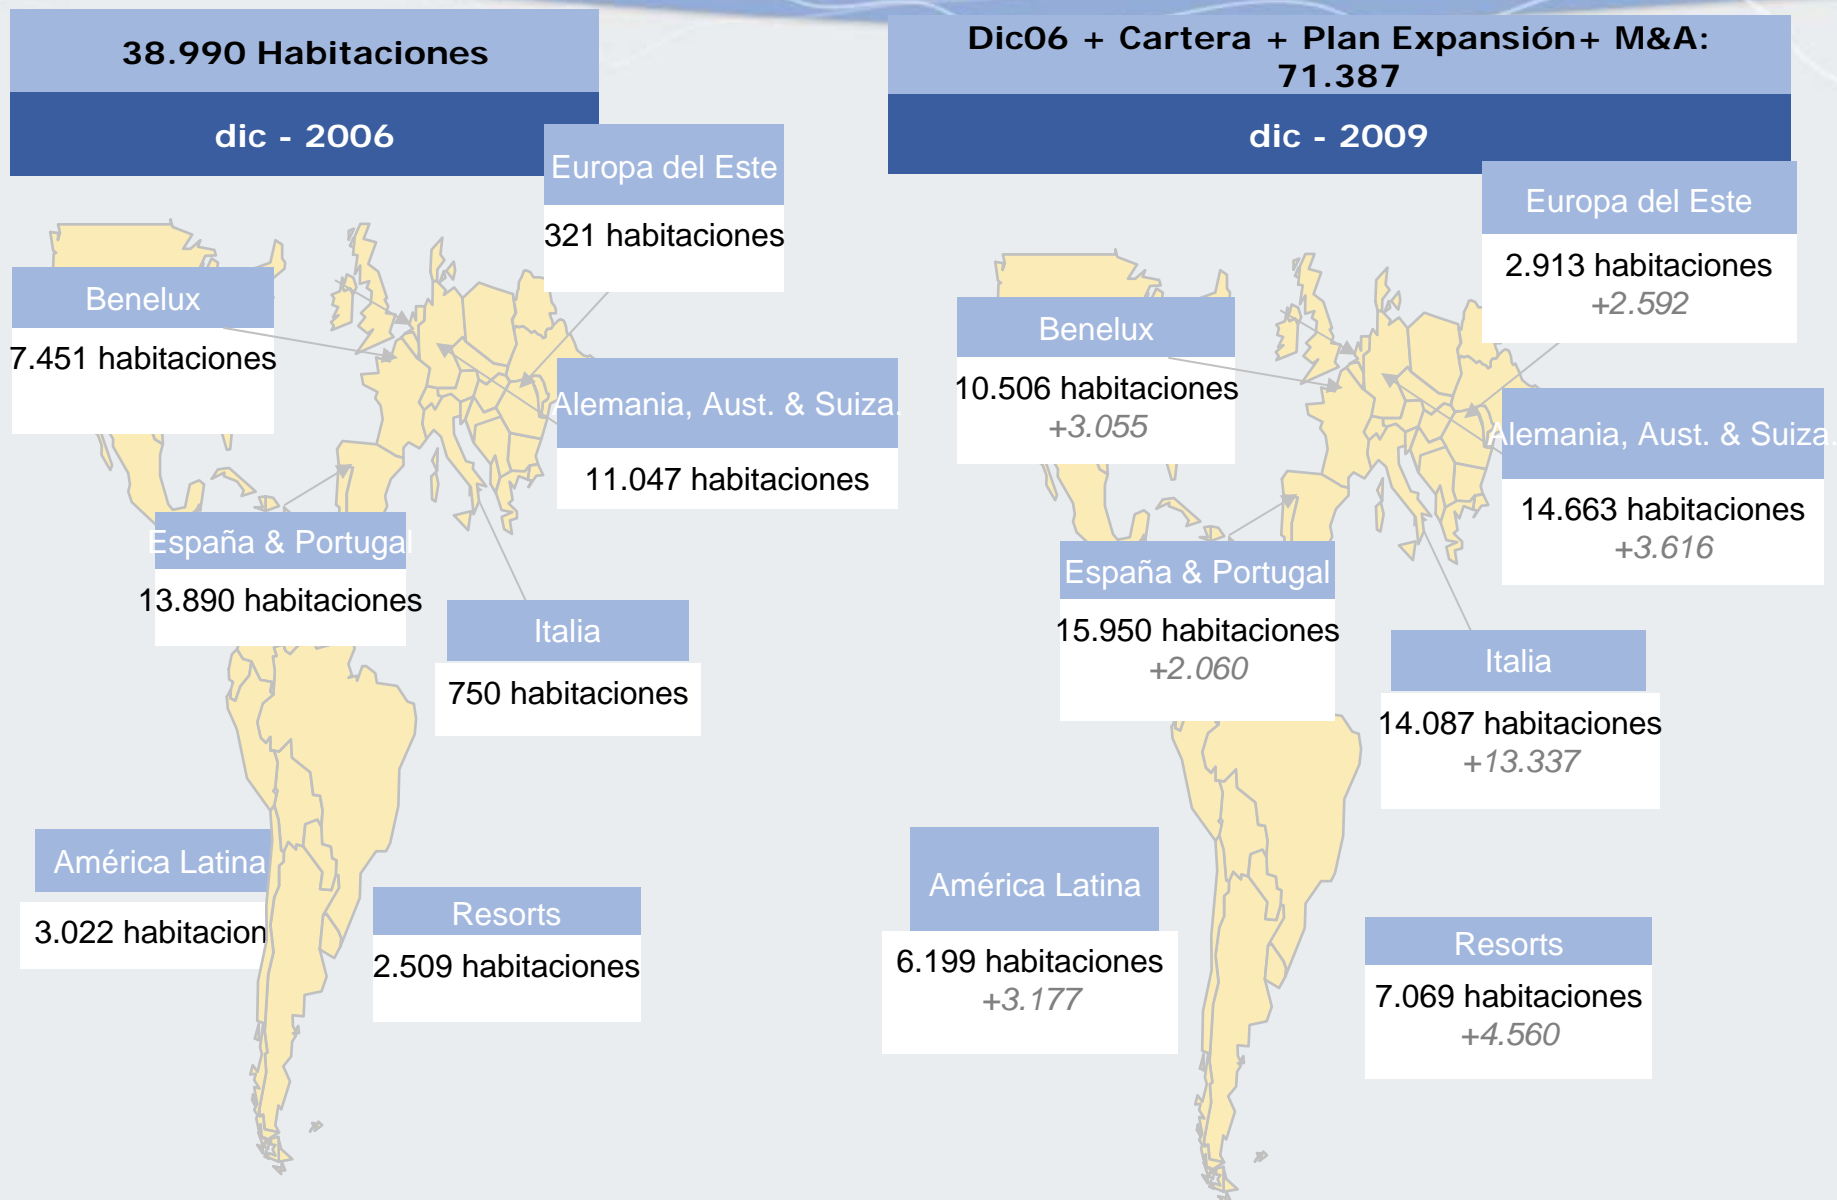 38.990 Habitaciones
dic - 2006
Europa del Este
321 habitaciones
Benelux
7.451 habitaciones
Alemania, Aust. & Suiza.
11.047 habitaciones
España & Portugal
13.890 habitaciones
Italia
750 habitaciones
América Latina
3.022 habitacion
Resorts
2.509 habitaciones
Dic06 + Cartera + Plan Expansión+ M&A:
71.387
dic - 2009
Europa del Este
2.913 habitaciones
+2.592
Benelux
10.506 habitaciones
+3.055
Alemania, Aust. & Suiza.
14.663 habitaciones
+3.616
España & Portugal
15.950 habitaciones
+2.060
Italia
14.087 habitaciones
+13.337
América Latina
6.199 habitaciones
+3.177
Resorts
7.069 habitaciones
+4.560